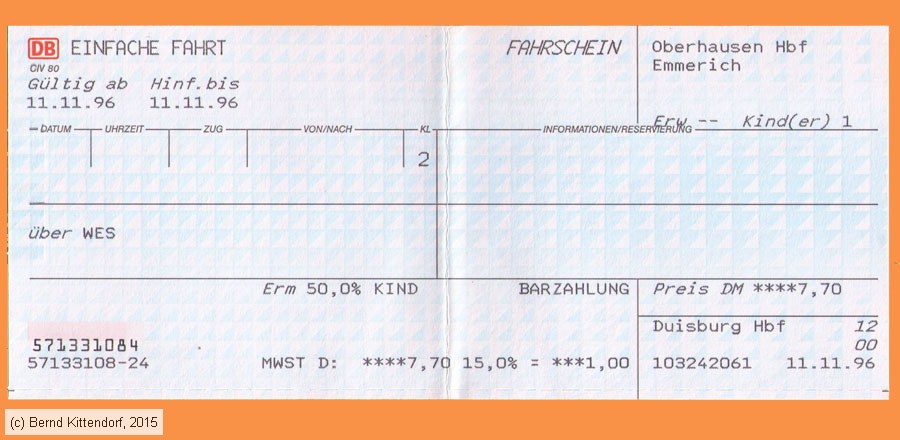 DB EINFACHE FAHRT FAHRSCHEIN Oberhausen Hbf
CIV 80 Emmerich
Gültig ab Hinf.bis
11.11.96 11.11.96
Erw -- Kind(er) 1
DATUM UHRZEIT ZUG VON/NACH KL INFORMATIONEN/RESERVIERUNG
2
über WES
Erm 50,0% KIND BARZAHLUNG Preis DM ****7,70
Duisburg Hbf 12
571331084 00
57133108-24 MWST D: ****7,70 15,0% = ***1,00 103242061 11.11.96
(c) Bernd Kittendorf, 2015